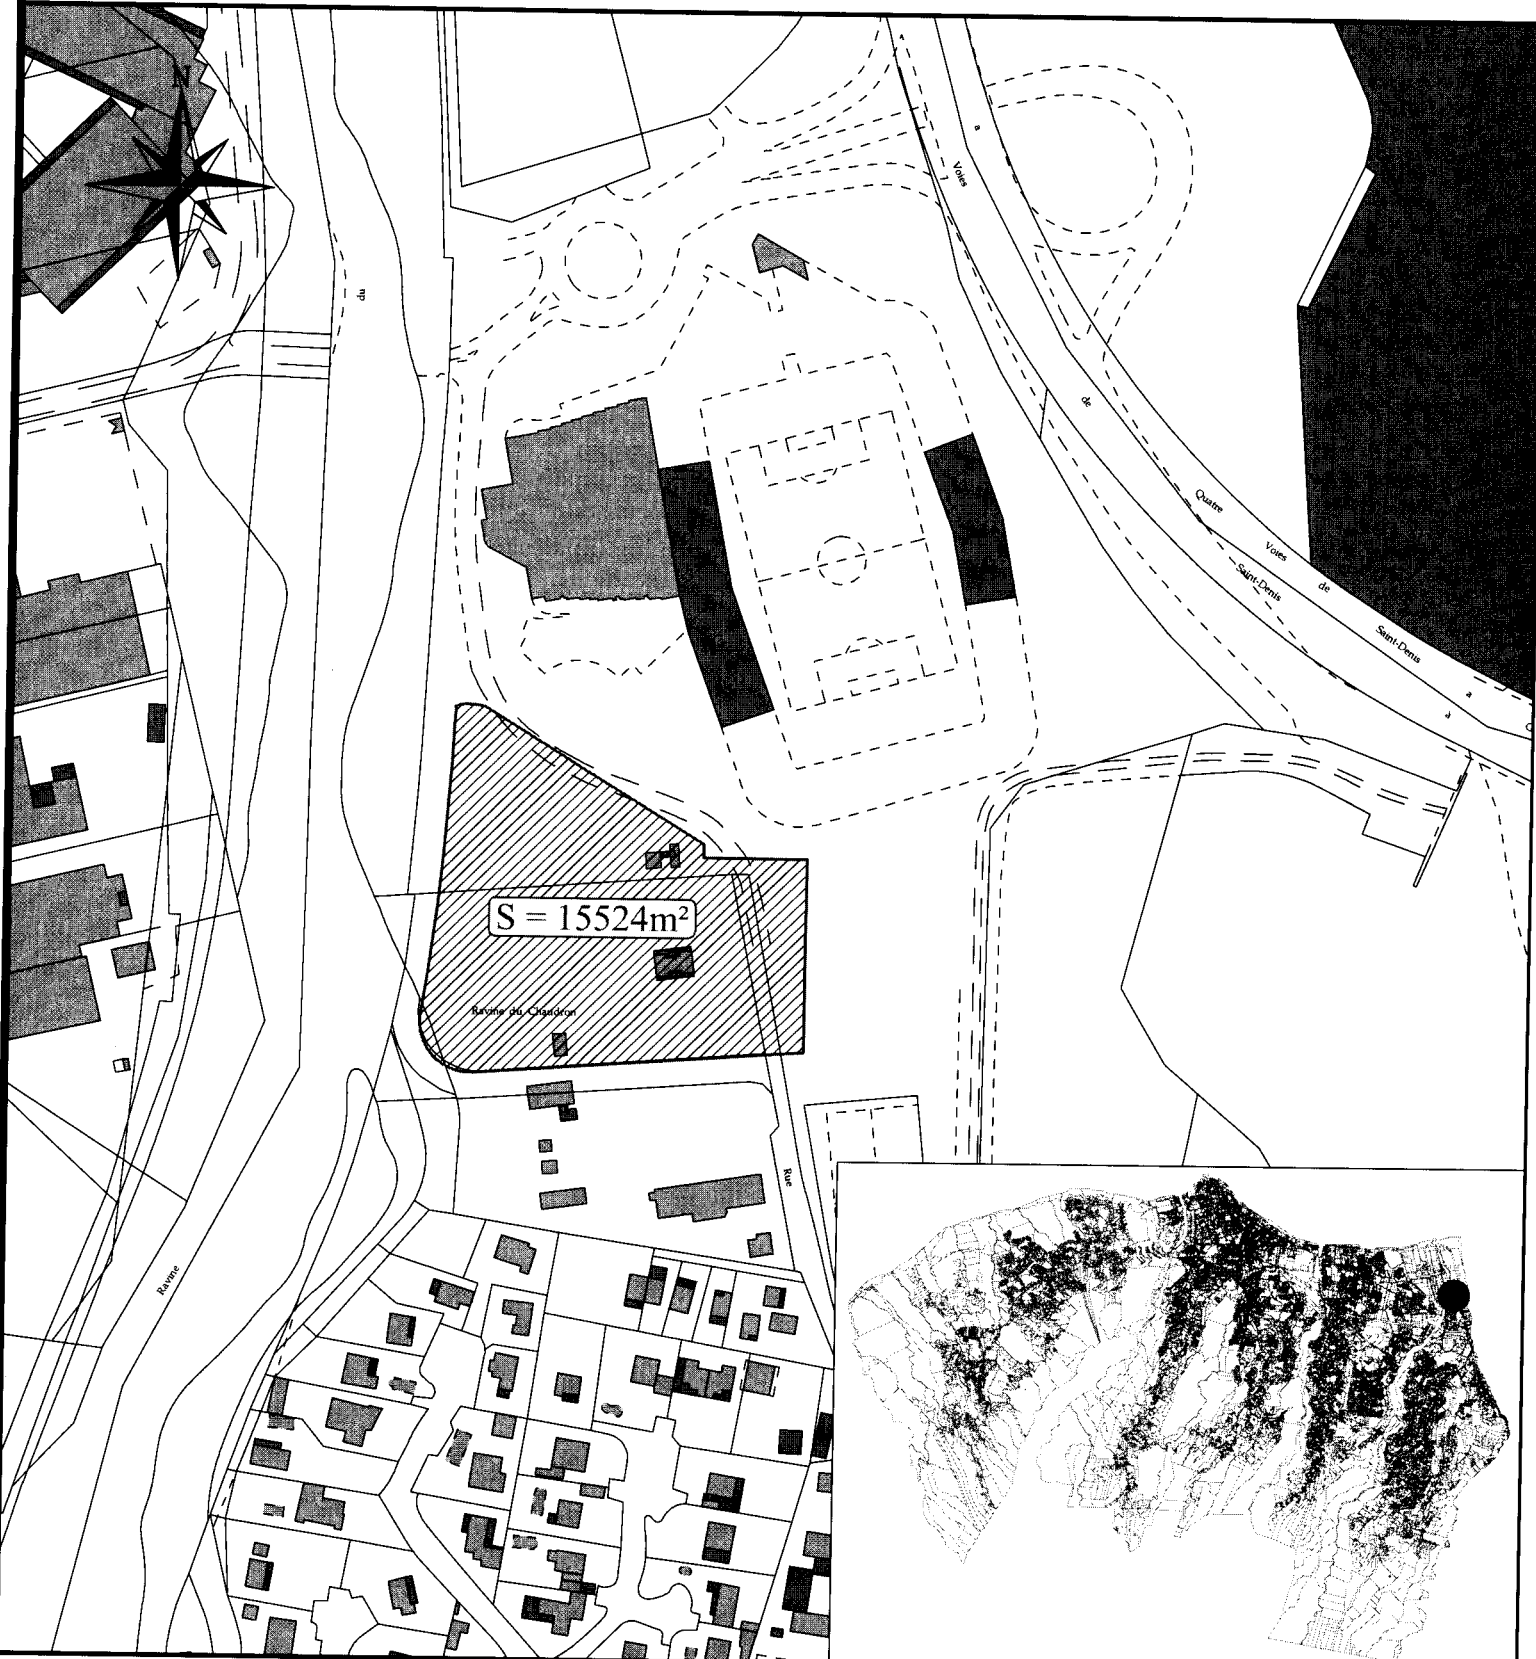 N
a
Voies
du
de
Quatre
Voies
de
Saint-Denis
Saint-Denis
a
S = 15524m²
Ravine du Chaudron
Rue
Ravine